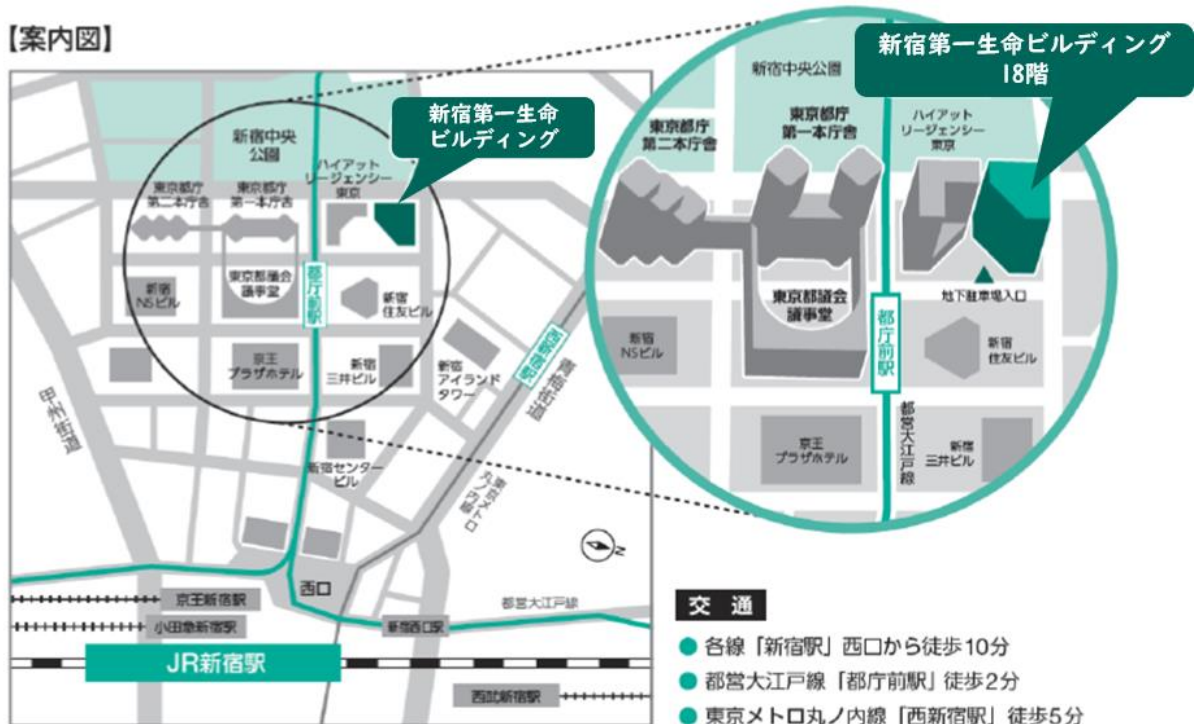 【案内図】
新宿中央
公園
新宿第一生命
ビルディング
ハイアット
リージェンシー
東京
東京都庁
第二本庁舎
東京都庁
第一本庁舎
新宿
NSビル
東京都議会
議事堂
都庁前駅
新宿
住友ビル
京王
プラザホテル
新宿
三井ビル
新宿
アイランド
タワー
西新宿駅
青梅街道
甲州街道
新宿センター
ビル
東京メトロ
丸ノ内線
N
西口
京王新宿駅
小田急新宿駅
都営大江戸線
新宿西口駅
JR新宿駅
西武新宿駅
新宿第一生命ビルディング
18階
新宿中央公園
東京都庁
第二本庁舎
東京都庁
第一本庁舎
ハイアット
リージェンシー
東京
地下駐車場入口
東京都議会
議事堂
新宿
NSビル
都庁前駅
新宿
住友ビル
京王
プラザホテル
都営大江戸線
新宿
三井ビル
交通
● 各線「新宿駅」西口から徒歩10分
● 都営大江戸線「都庁前駅」徒歩2分
● 東京メトロ丸ノ内線「西新宿駅」徒歩5分